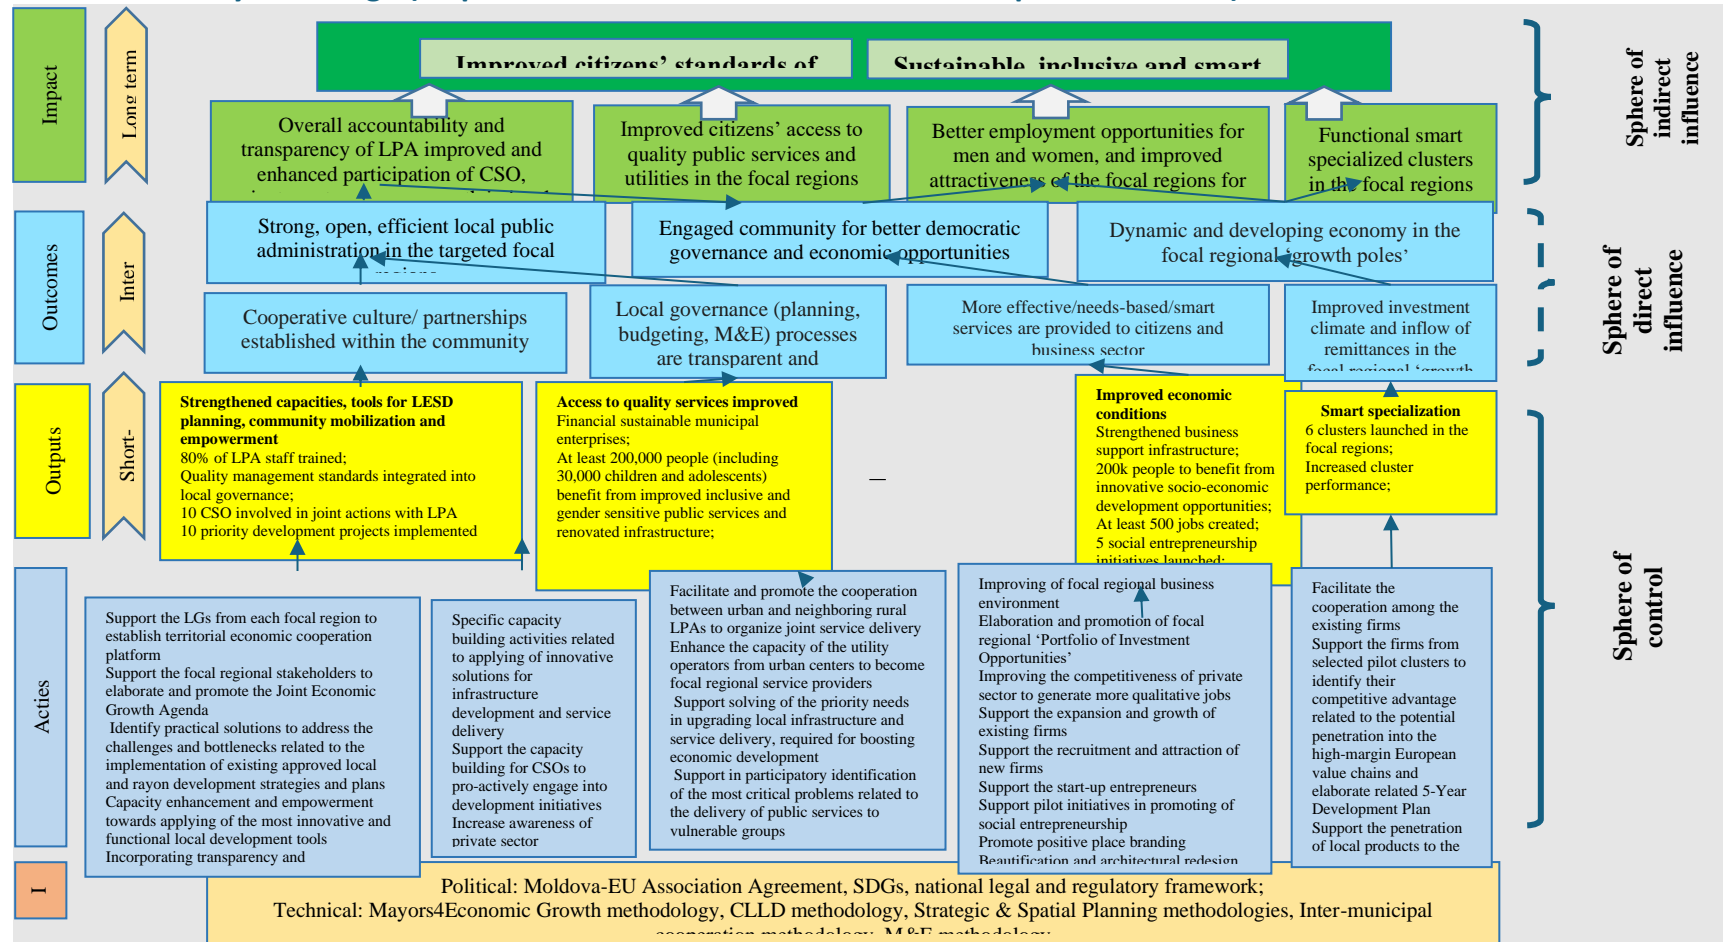 Impact
Long term
Improved citizens’ standards of
Sustainable, inclusive and smart
Sphere of
indirect
influence
Overall accountability and
transparency of LPA improved and
enhanced participation of CSO,
Improved citizens’ access to
quality public services and
utilities in the focal regions
Better employment opportunities for
men and women, and improved
attractiveness of the focal regions for
Functional smart
specialized clusters
in the focal regions
Outcomes
Inter
Strong, open, efficient local public
administration in the targeted focal
regions
Engaged community for better democratic
governance and economic opportunities
Dynamic and developing economy in the
focal regional ‘growth poles’
Sphere of
direct
influence
Cooperative culture/ partnerships
established within the community
Local governance (planning,
budgeting, M&E) processes
are transparent and
More effective/needs-based/smart
services are provided to citizens and
business sector
Improved investment
climate and inflow of
remittances in the
focal regional ‘growth
Outputs
Short-
Strengthened capacities, tools for LESD
planning, community mobilization and
empowerment
80% of LPA staff trained;
Quality management standards integrated into
local governance;
10 CSO involved in joint actions with LPA
10 priority development projects implemented
Access to quality services improved
Financial sustainable municipal
enterprises;
At least 200,000 people (including
30,000 children and adolescents)
benefit from improved inclusive and
gender sensitive public services and
renovated infrastructure;
—
Improved economic
conditions
Strengthened business
support infrastructure;
200k people to benefit from
innovative socio-economic
development opportunities;
At least 500 jobs created;
5 social entrepreneurship
initiatives launched;
Smart specialization
6 clusters launched in the
focal regions;
Increased cluster
performance;
Sphere of
control
Acties
Support the LGs from each focal region to
establish territorial economic cooperation
platform
Support the focal regional stakeholders to
elaborate and promote the Joint Economic
Growth Agenda
Identify practical solutions to address the
challenges and bottlenecks related to the
implementation of existing approved local
and rayon development strategies and plans
Capacity enhancement and empowerment
towards applying of the most innovative and
functional local development tools
Incorporating transparency and
Specific capacity
building activities related
to applying of innovative
solutions for
infrastructure
development and service
delivery
Support the capacity
building for CSOs to
pro-actively engage into
development initiatives
Increase awareness of
private sector
Facilitate and promote the cooperation
between urban and neighboring rural
LPAs to organize joint service delivery
Enhance the capacity of the utility
operators from urban centers to become
focal regional service providers
Support solving of the priority needs
in upgrading local infrastructure and
service delivery, required for boosting
economic development
Support in participatory identification
of the most critical problems related to
the delivery of public services to
vulnerable groups
Improving of focal regional business
environment
Elaboration and promotion of focal
regional ‘Portfolio of Investment
Opportunities’
Improving the competitiveness of private
sector to generate more qualitative jobs
Support the expansion and growth of
existing firms
Support the recruitment and attraction of
new firms
Support the start-up entrepreneurs
Support pilot initiatives in promoting of
social entrepreneurship
Promote positive place branding
Beautification and architectural redesign
Facilitate the
cooperation among the
existing firms
Support the firms from
selected pilot clusters to
identify their
competitive advantage
related to the potential
penetration into the
high-margin European
value chains and
elaborate related 5-Year
Development Plan
Support the penetration
of local products to the
I
Political: Moldova-EU Association Agreement, SDGs, national legal and regulatory framework;
Technical: Mayors4Economic Growth methodology, CLLD methodology, Strategic & Spatial Planning methodologies, Inter-municipal
cooperation methodology, M&E methodology